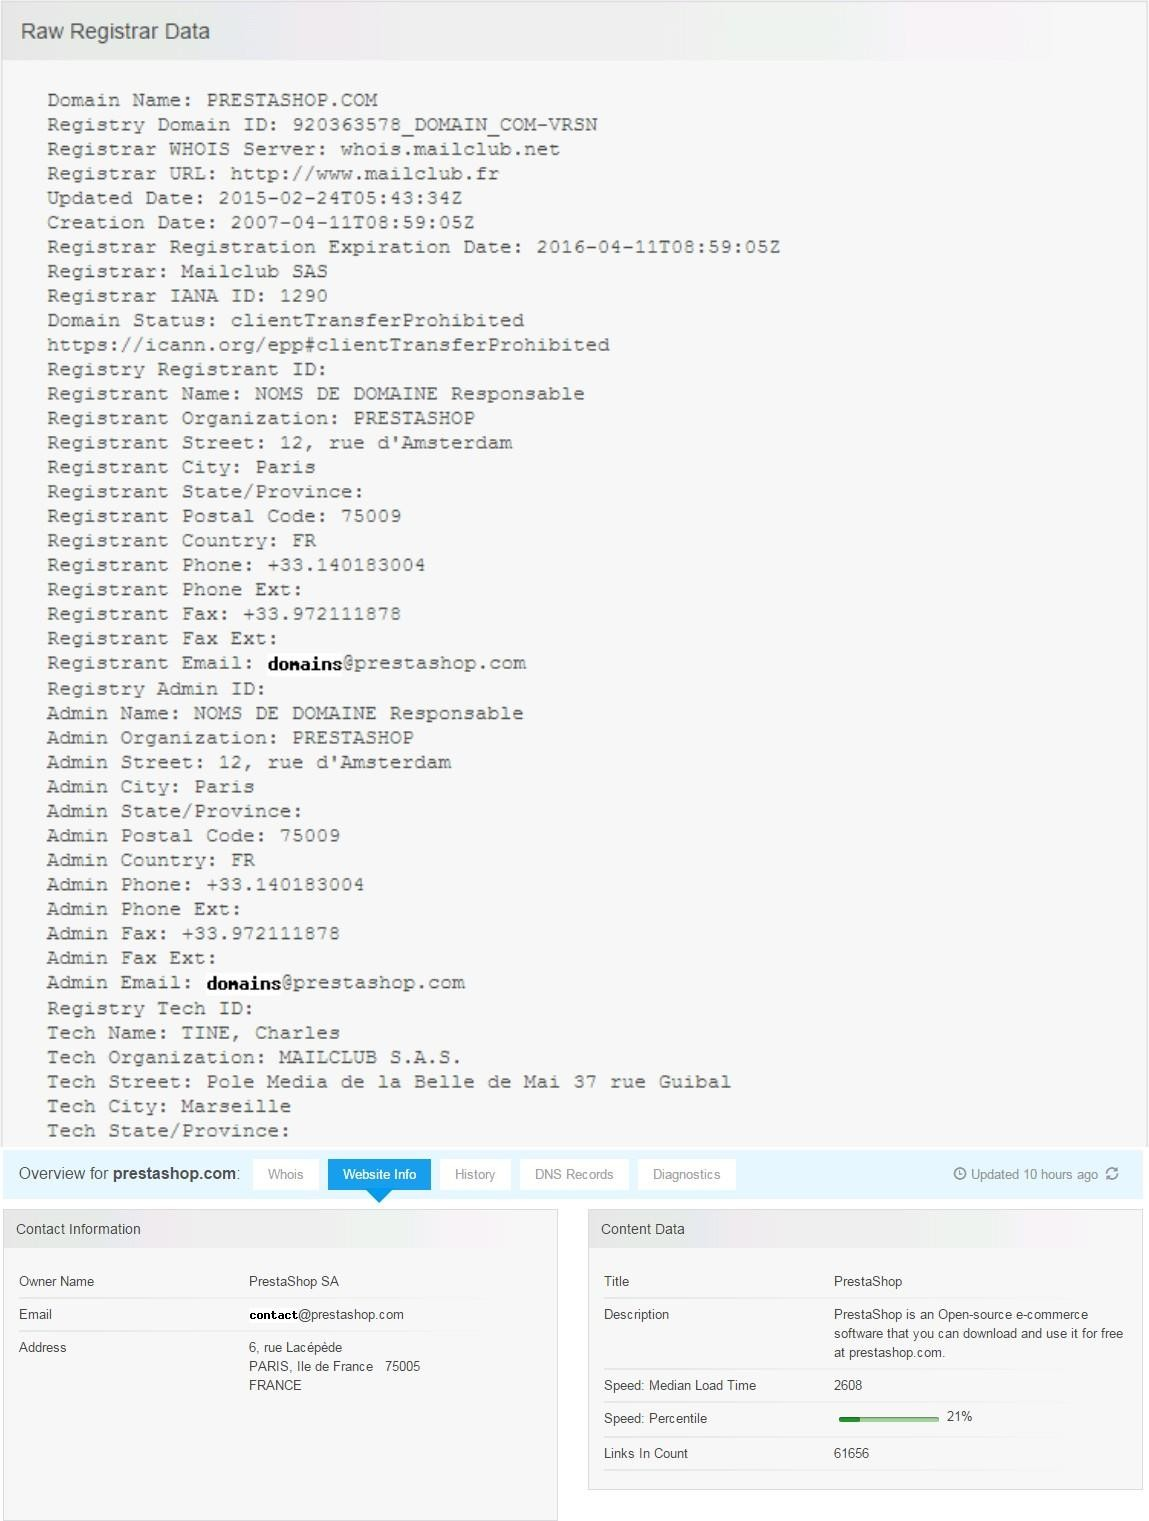 Raw Registrar Data
Domain Name: PRESTASHOP.COM
Registry Domain ID: 920363578_DOMAIN_COM-VRSN
Registrar WHOIS Server: whois.mailclub.net
Registrar URL: http://www.mailclub.fr
Updated Date: 2015-02-24T05:43:34Z
Creation Date: 2007-04-11T08:59:05Z
Registrar Registration Expiration Date: 2016-04-11T08:59:05Z
Registrar: Mailclub SAS
Registrar IANA ID: 1290
Domain Status: clientTransferProhibited
https://icann.org/epp#clientTransferProhibited
Registry Registrant ID:
Registrant Name: NOMS DE DOMAINE Responsable
Registrant Organization: PRESTASHOP
Registrant Street: 12, rue d'Amsterdam
Registrant City: Paris
Registrant State/Province:
Registrant Postal Code: 75009
Registrant Country: FR
Registrant Phone: +33.140183004
Registrant Phone Ext:
Registrant Fax: +33.972111878
Registrant Fax Ext:
Registrant Email: domains@prestashop.com
Registry Admin ID:
Admin Name: NOMS DE DOMAINE Responsable
Admin Organization: PRESTASHOP
Admin Street: 12, rue d'Amsterdam
Admin City: Paris
Admin State/Province:
Admin Postal Code: 75009
Admin Country: FR
Admin Phone: +33.140183004
Admin Phone Ext:
Admin Fax: +33.972111878
Admin Fax Ext:
Admin Email: domains@prestashop.com
Registry Tech ID:
Tech Name: TINE, Charles
Tech Organization: MAILCLUB S.A.S.
Tech Street: Pole Media de la Belle de Mai 37 rue Guibal
Tech City: Marseille
Tech State/Province:
Overview for prestashop.com: Whois Website Info History DNS Records Diagnostics Updated 10 hours ago
Contact Information
Owner Name PrestaShop SA
Email contact@prestashop.com
Address 6, rue Lacépède
PARIS, Ile de France 75005
FRANCE
Content Data
Title PrestaShop
Description PrestaShop is an Open-source e-commerce
software that you can download and use it for free
at prestashop.com.
Speed: Median Load Time 2608
Speed: Percentile 21%
Links In Count 61656